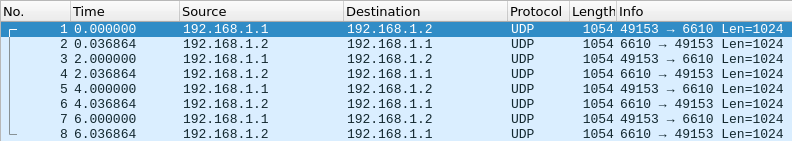 No. Time Source Destination Protocol Length Info
1 0.000000 192.168.1.1 192.168.1.2 UDP 1054 49153 → 6610 Len=1024
2 0.036864 192.168.1.2 192.168.1.1 UDP 1054 6610 → 49153 Len=1024
3 2.000000 192.168.1.1 192.168.1.2 UDP 1054 49153 → 6610 Len=1024
4 2.036864 192.168.1.2 192.168.1.1 UDP 1054 6610 → 49153 Len=1024
5 4.000000 192.168.1.1 192.168.1.2 UDP 1054 49153 → 6610 Len=1024
6 4.036864 192.168.1.2 192.168.1.1 UDP 1054 6610 → 49153 Len=1024
7 6.000000 192.168.1.1 192.168.1.2 UDP 1054 49153 → 6610 Len=1024
8 6.036864 192.168.1.2 192.168.1.1 UDP 1054 6610 → 49153 Len=1024